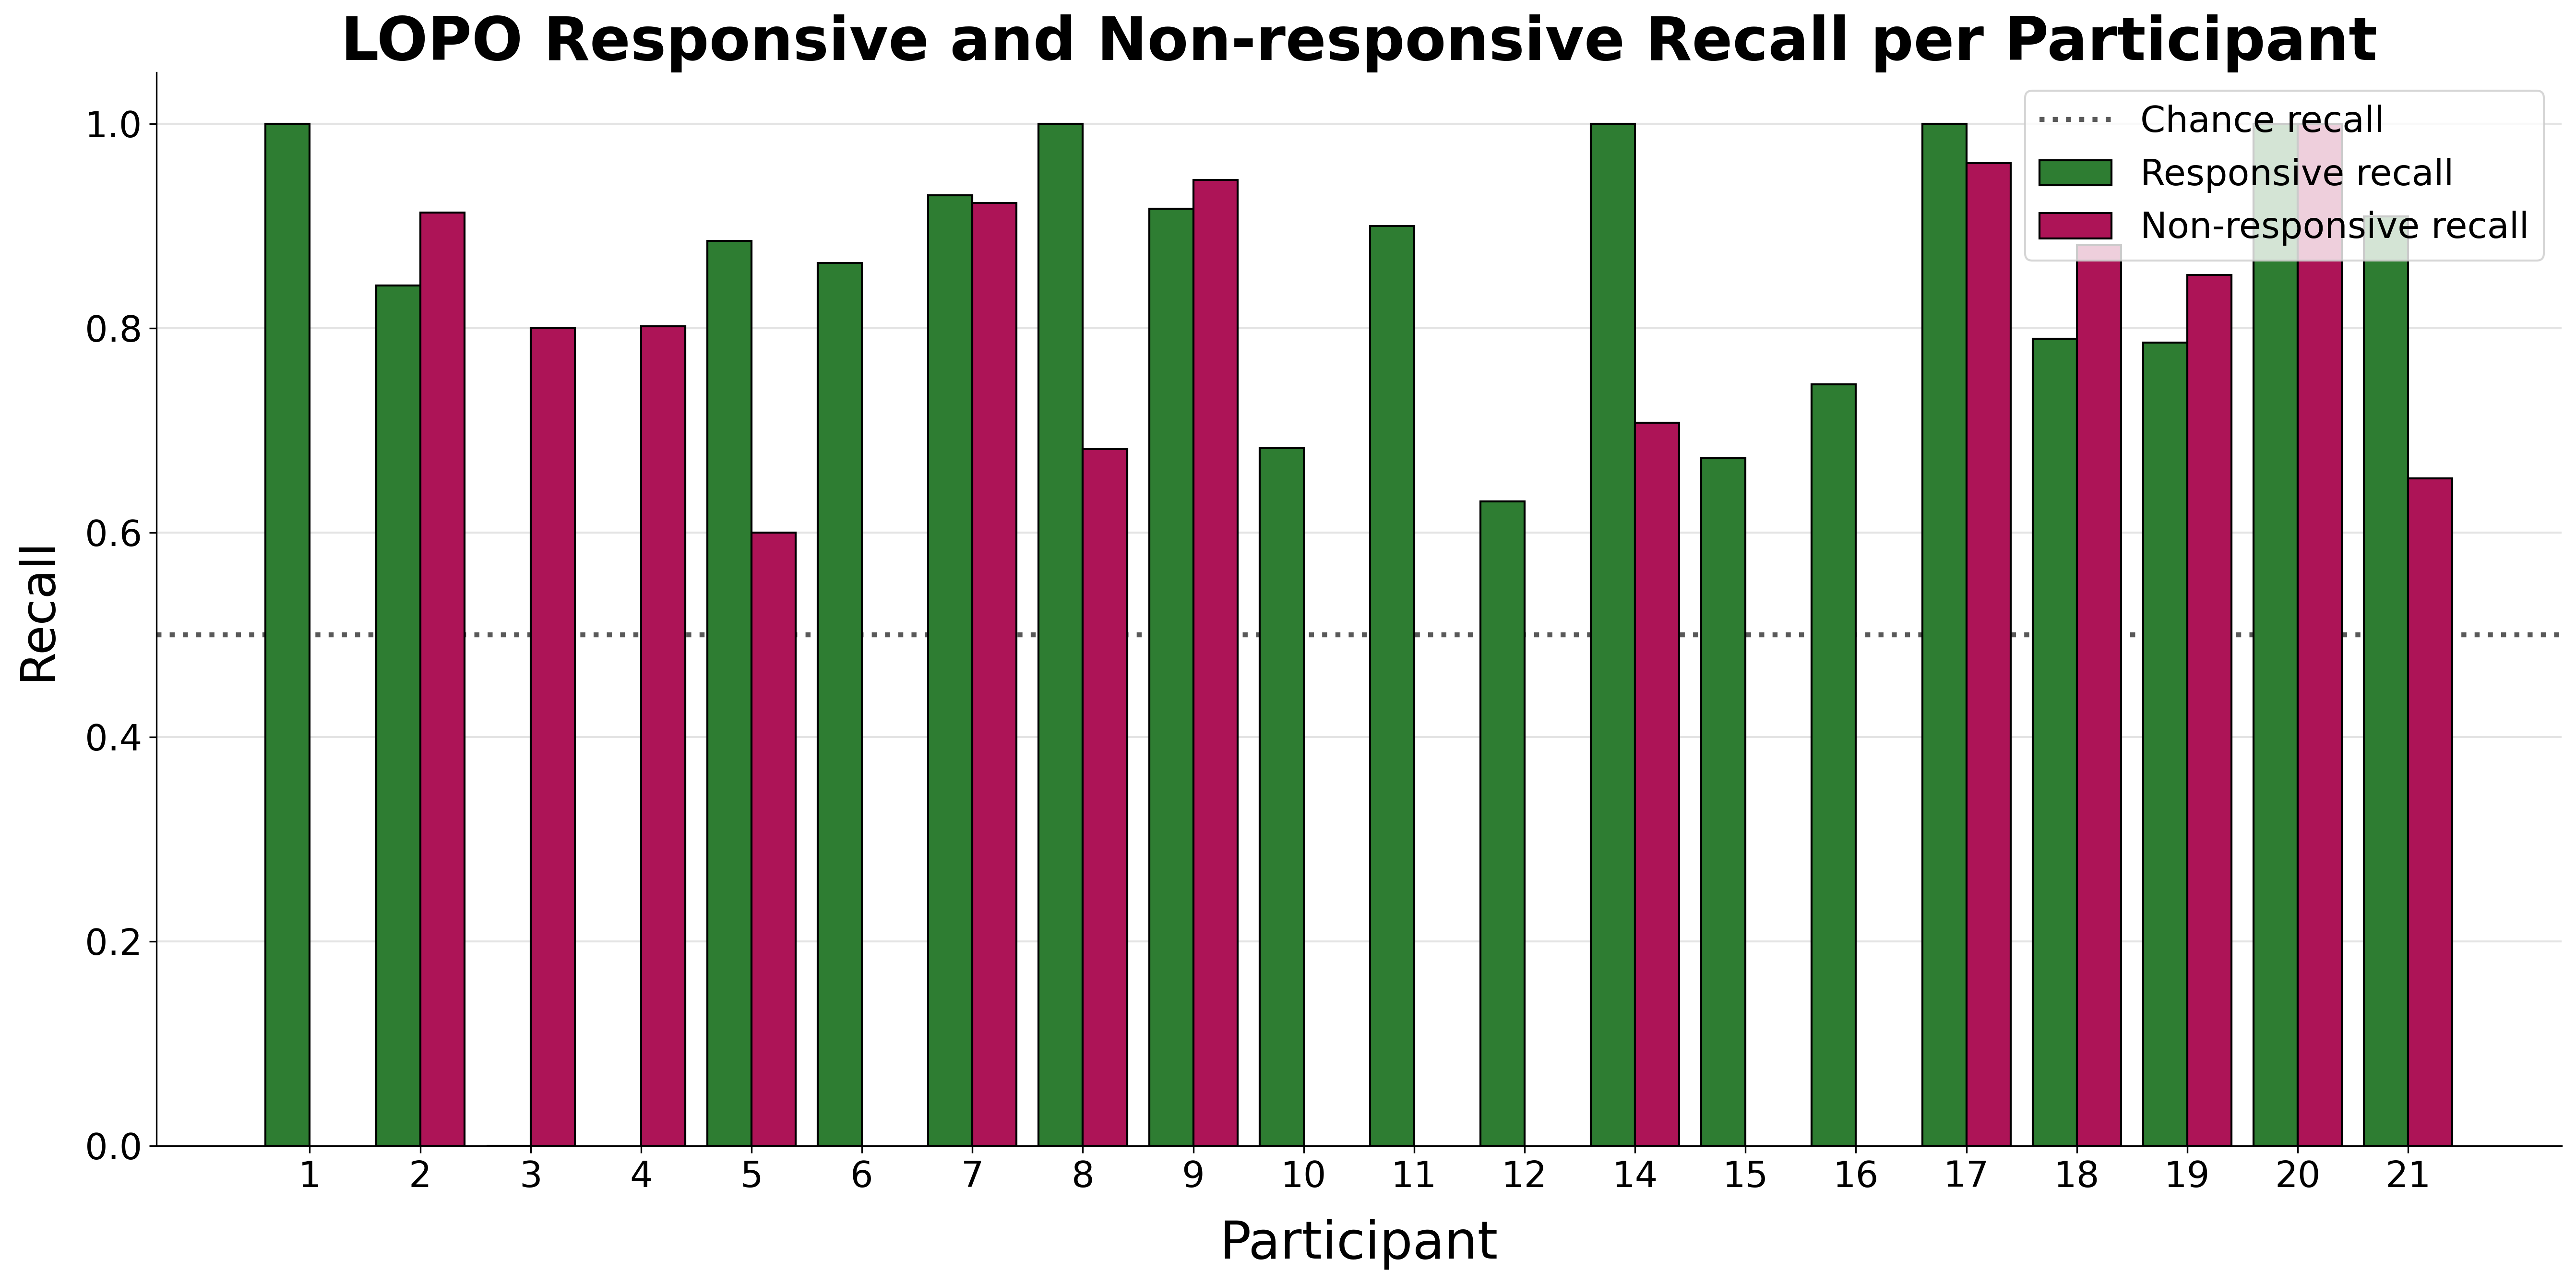 LOPO Responsive and Non-responsive Recall per Participant
Chance recall
Responsive recall
Non-responsive recall
1.0
0.8
0.6
0.4
0.2
0.0
Recall
1 2 3 4 5 6 7 8 9 10 11 12 14 15 16 17 18 19 20 21
Participant